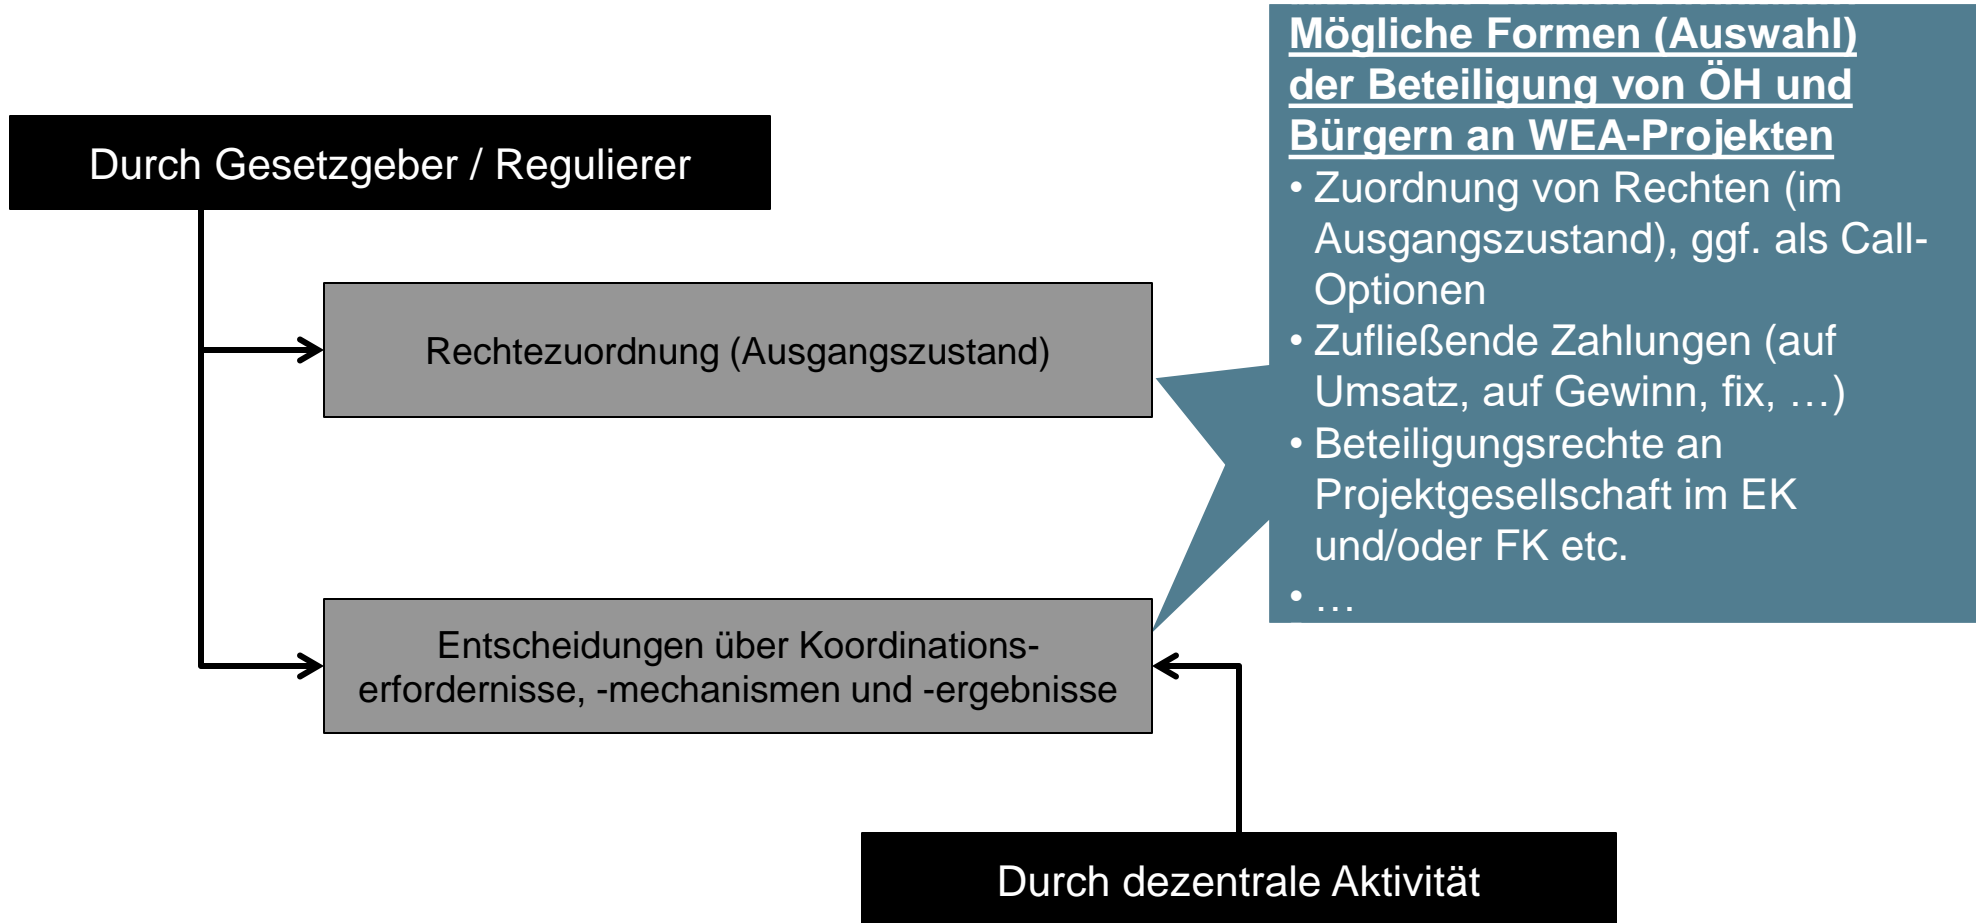 Durch Gesetzgeber / Regulierer
Rechtezuordnung (Ausgangszustand)
Entscheidungen über Koordinations-
erfordernisse, -mechanismen und -ergebnisse
Durch dezentrale Aktivität
Mögliche Formen (Auswahl)
der Beteiligung von ÖH und
Bürgern an WEA-Projekten
• Zuordnung von Rechten (im
Ausgangszustand), ggf. als Call-
Optionen
• Zufließende Zahlungen (auf
Umsatz, auf Gewinn, fix, …)
• Beteiligungsrechte an
Projektgesellschaft im EK
und/oder FK etc.
• …